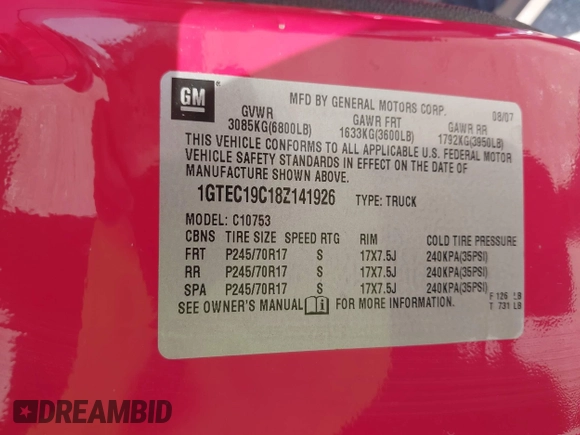 GM
MFD BY GENERAL MOTORS CORP. 08/07
GVWR GAWR FRT GAWR RR
3085KG(6800LB) 1633KG(3600LB) 1792KG(3950LB)
THIS VEHICLE CONFORMS TO ALL APPLICABLE U.S. FEDERAL MOTOR
VEHICLE SAFETY STANDARDS IN EFFECT ON THE DATE OF
MANUFACTURE SHOWN ABOVE.
1GTEC19C18Z141926 TYPE: TRUCK
MODEL: C10753
CBNS TIRE SIZE SPEED RTG RIM COLD TIRE PRESSURE
FRT P245/70R17 S 17X7.5J 240KPA(35PSI)
RR P245/70R17 S 17X7.5J 240KPA(35PSI)
SPA P245/70R17 S 17X7.5J 240KPA(35PSI)
SEE OWNER'S MANUAL FOR MORE INFORMATION. F 126 LB
T 731 LB
DREAMBID